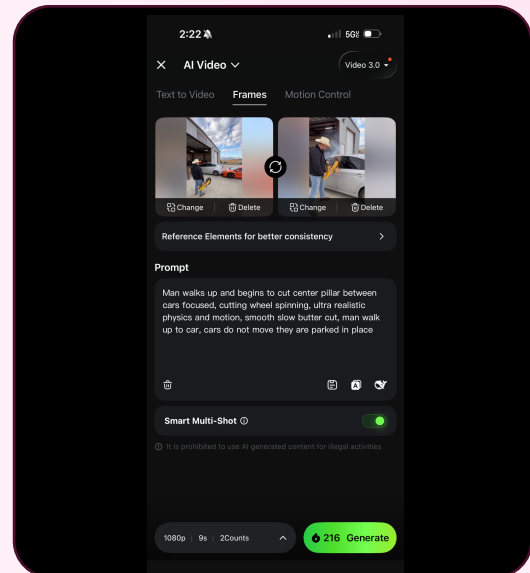 2:22
5G
AI Video
Video 3.0
Text to Video
Frames
Motion Control
Change
Delete
Change
Delete
Reference Elements for better consistency
Prompt
Man walks up and begins to cut center pillar between
cars focused, cutting wheel spinning, ultra realistic
physics and motion, smooth slow butter cut, man walk
up to car, cars do not move they are parked in place
A
Smart Multi-Shot
It is prohibited to use AI generated content for illegal activities
1080p | 9s | 2Counts
216 Generate